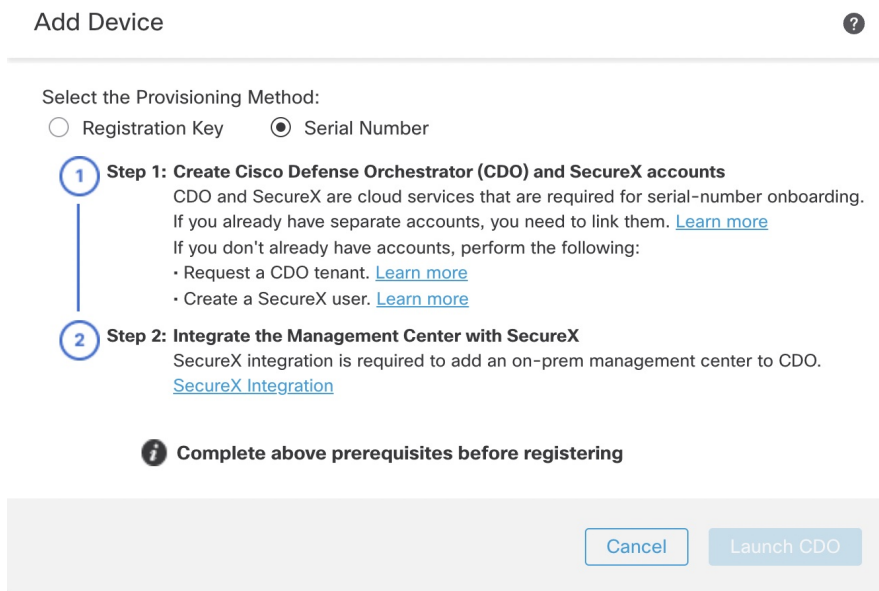 Add Device
?
Select the Provisioning Method:
Registration Key Serial Number
1 Step 1: Create Cisco Defense Orchestrator (CDO) and SecureX accounts
CDO and SecureX are cloud services that are required for serial-number onboarding.
If you already have separate accounts, you need to link them. Learn more
If you don't already have accounts, perform the following:
· Request a CDO tenant. Learn more
· Create a SecureX user. Learn more
2 Step 2: Integrate the Management Center with SecureX
SecureX integration is required to add an on-prem management center to CDO.
SecureX Integration
i Complete above prerequisites before registering
Cancel Launch CDO